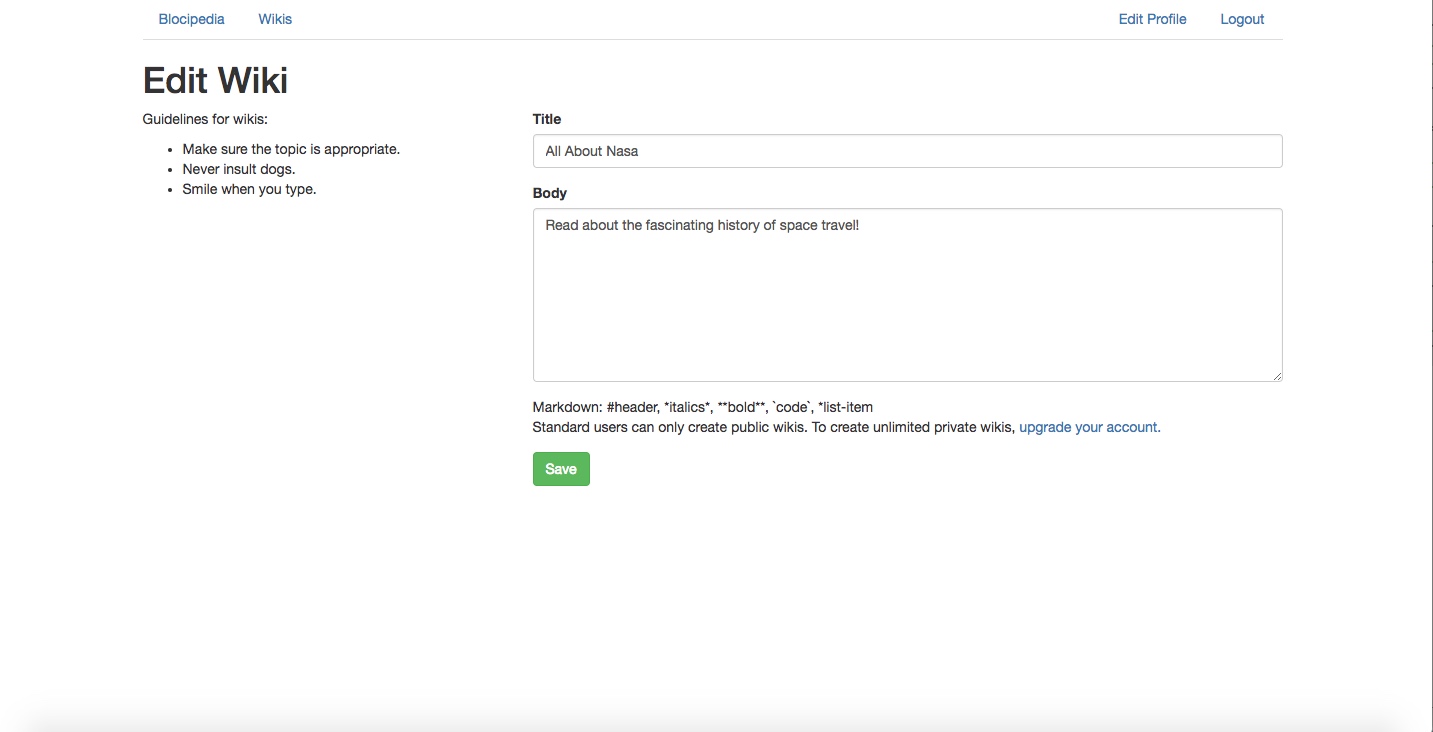 Blocipedia Wikis Edit Profile Logout
Edit Wiki
Guidelines for wikis:
Make sure the topic is appropriate.
Never insult dogs.
Smile when you type.
Title
All About Nasa
Body
Read about the fascinating history of space travel!
Markdown: #header, *italics*, **bold**, `code`, *list-item
Standard users can only create public wikis. To create unlimited private wikis, upgrade your account.
Save